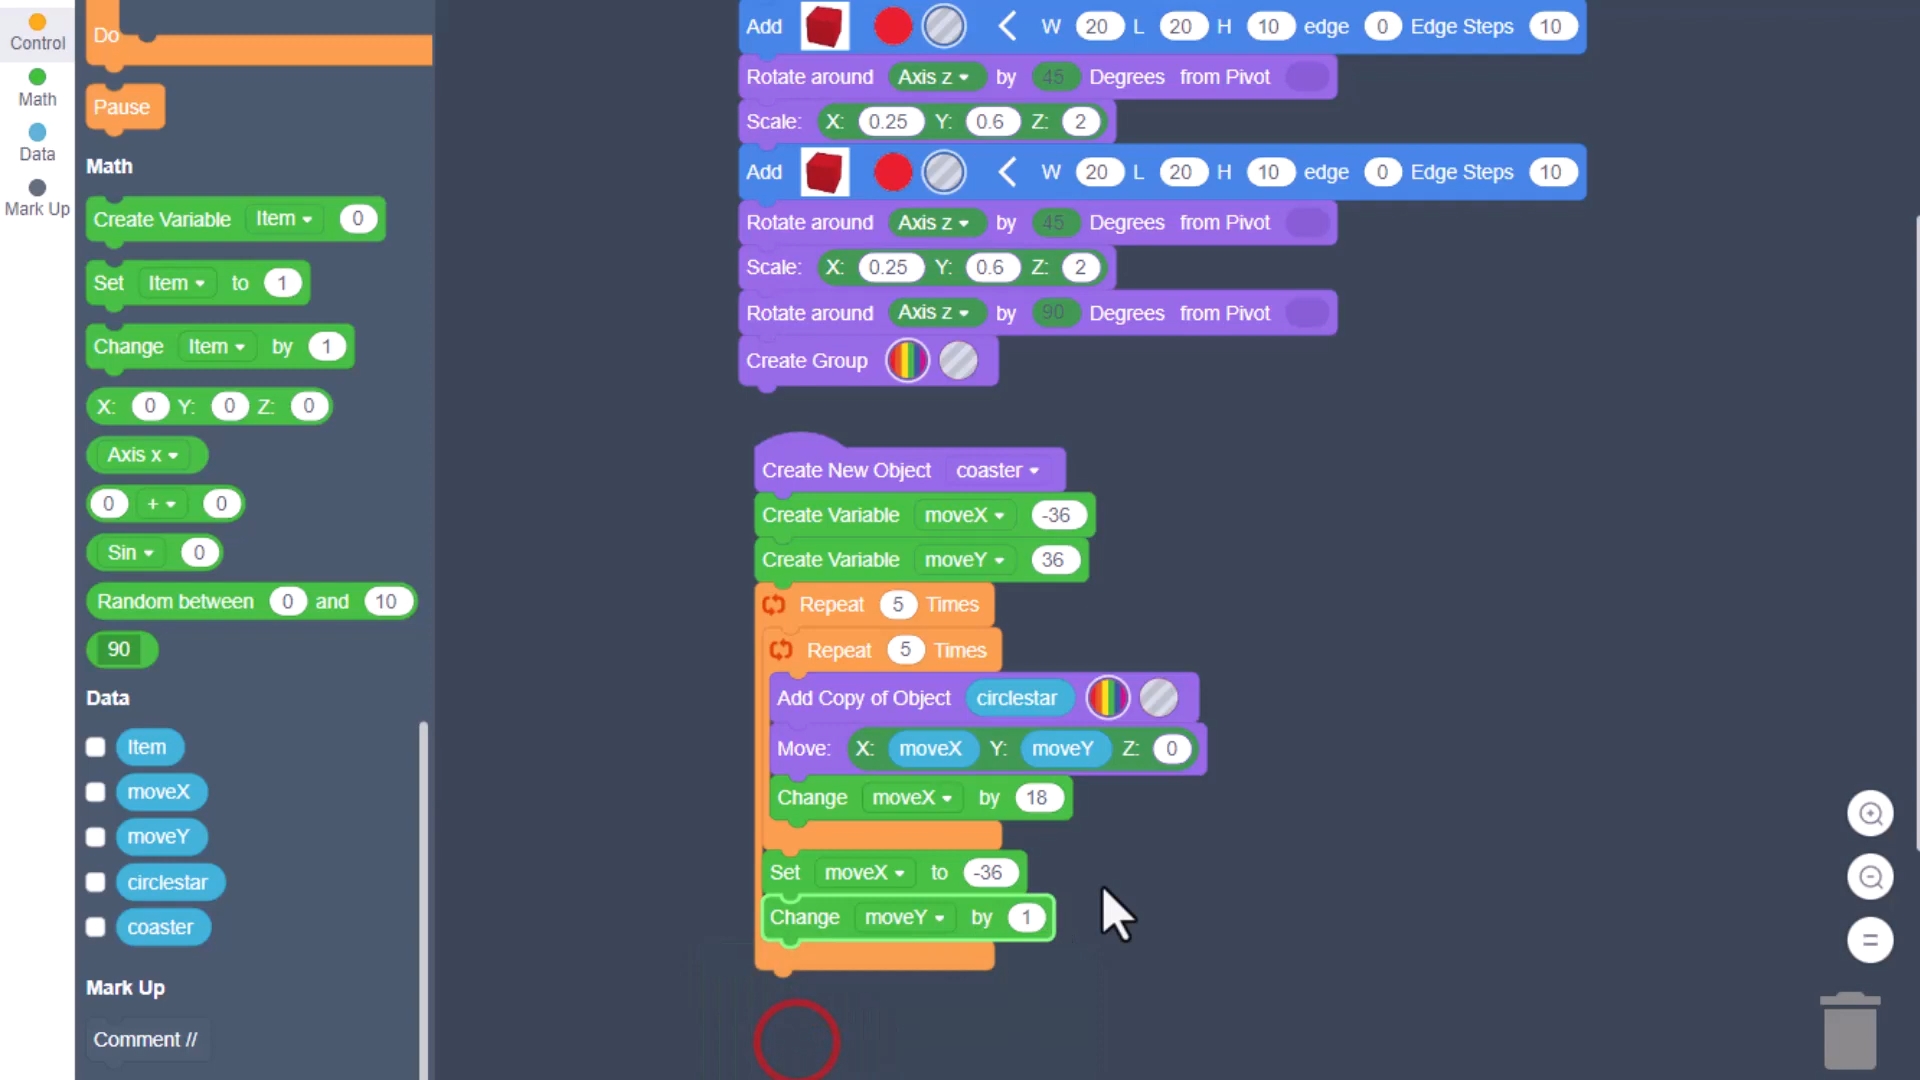 Control
Math
Data
Mark Up
Do
Pause
Math
Create Variable Item 0
Set Item to 1
Change Item by 1
X: 0 Y: 0 Z: 0
Axis x
0 + 0
Sin 0
Random between 0 and 10
90
Data
Item
moveX
moveY
circlestar
coaster
Mark Up
Comment //
Add W 20 L 20 H 10 edge 0 Edge Steps 10
Rotate around Axis z by 45 Degrees from Pivot
Scale: X: 0.25 Y: 0.6 Z: 2
Add W 20 L 20 H 10 edge 0 Edge Steps 10
Rotate around Axis z by 45 Degrees from Pivot
Scale: X: 0.25 Y: 0.6 Z: 2
Rotate around Axis z by 90 Degrees from Pivot
Create Group
Create New Object coaster
Create Variable moveX -36
Create Variable moveY 36
Repeat 5 Times
Repeat 5 Times
Add Copy of Object circlestar
Move: X: moveX Y: moveY Z: 0
Change moveX by 18
Set moveX to -36
Change moveY by 1